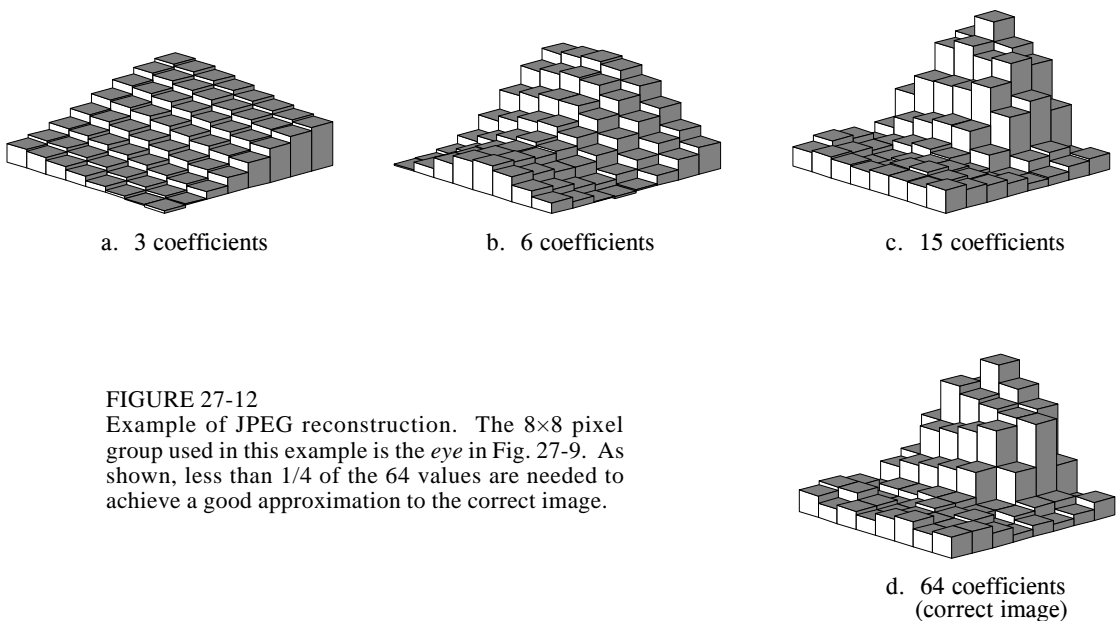 a. 3 coefficients
b. 6 coefficients
c. 15 coefficients
FIGURE 27-12
Example of JPEG reconstruction. The 8×8 pixel
group used in this example is the eye in Fig. 27-9. As
shown, less than 1/4 of the 64 values are needed to
achieve a good approximation to the correct image.
d. 64 coefficients
(correct image)